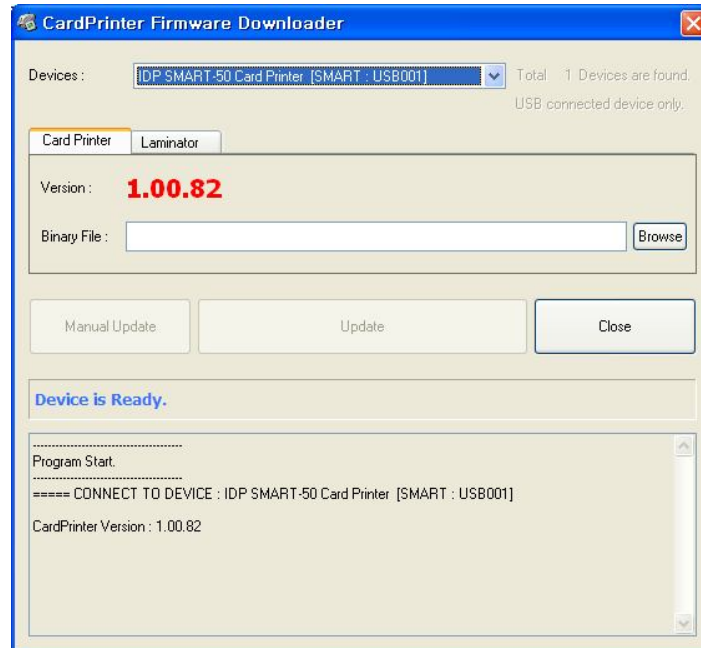 CardPrinter Firmware Downloader
Devices : IDP SMART-50 Card Printer [SMART : USB001] Total 1 Devices are found.
USB connected device only.
Card Printer Laminator
Version : 1.00.82
Binary File : Browse
Manual Update Update Close
Device is Ready.
----------------------------------------
Program Start.
----------------------------------------
===== CONNECT TO DEVICE : IDP SMART-50 Card Printer [SMART : USB001]
CardPrinter Version : 1.00.82